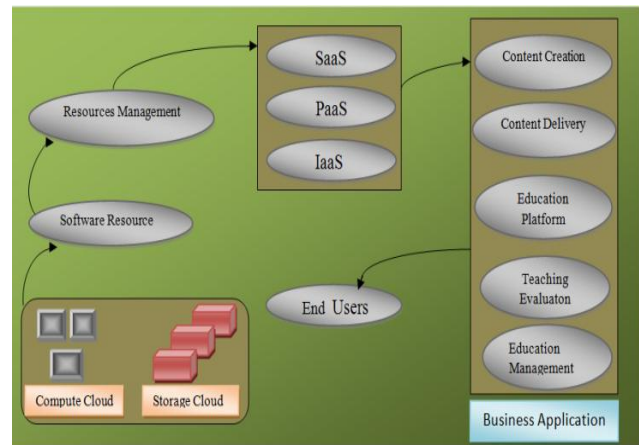 SaaS
PaaS
IaaS
Resources Management
Software Resource
Compute Cloud
Storage Cloud
End Users
Content Creation
Content Delivery
Education
Platform
Teaching
Evaluaton
Education
Management
Business Application